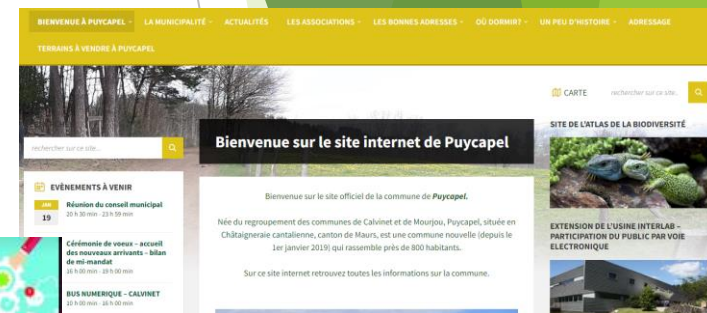 BIENVENUE À PUYCAPEL
LA MUNICIPALITÉ
ACTUALITÉS
LES ASSOCIATIONS
LES BONNES ADRESSES
OÙ DORMIR?
UN PEU D'HISTOIRE
ADRESSAGE
TERRAINS À VENDRE À PUYCAPEL
CARTE
rechercher sur ce site..
rechercher sur ce site...
Bienvenue sur le site internet de Puycapel
EVÈNEMENTS À VENIR
JAN
19
Réunion du conseil municipal
20 h 30 min - 23 h 59 min
Cérémonie de voeux – accueil
des nouveaux arrivants – bilan
de mi-mandat
16 h 00 min - 19 h 00 min
BUS NUMERIQUE – CALVINET
10 h 00 min - 16 h 00 min
Bienvenue sur le site officiel de la commune de Puycapel.
Née du regroupement des communes de Calvinet et de Mourjou, Puycapel, située en
Châtaigneraie cantalienne, canton de Maurs, est une commune nouvelle (depuis le
1er janvier 2019) qui rassemble près de 800 habitants.
Sur ce site internet retrouvez toutes les informations sur la commune.
SITE DE L'ATLAS DE LA BIODIVERSITÉ
EXTENSION DE L'USINE INTERLAB –
PARTICIPATION DU PUBLIC PAR VOIE
ELECTRONIQUE